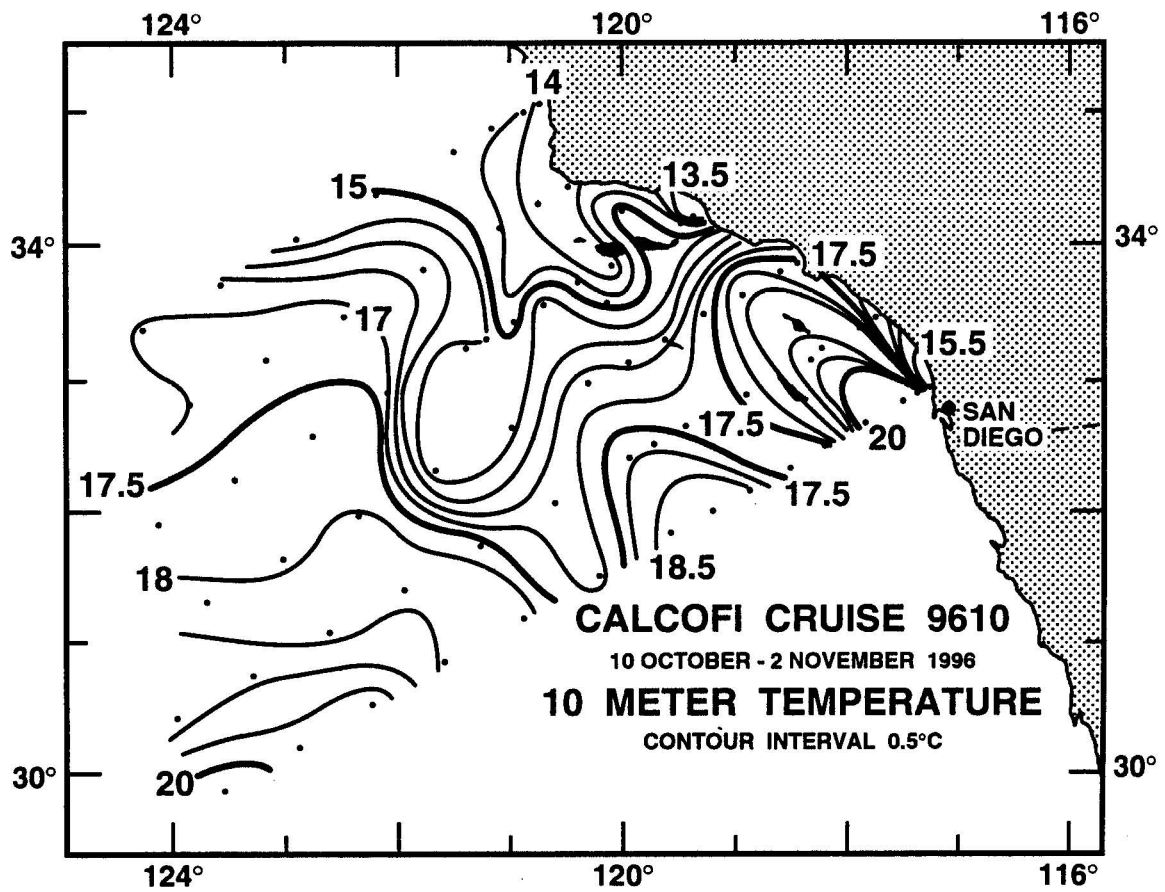 124° 120° 116°
14
13.5
15
34° 34°
17.5
17
15.5
SAN
DIEGO
17.5 20
17.5 17.5
18 18.5
CALCOFI CRUISE 9610
10 OCTOBER - 2 NOVEMBER 1996
10 METER TEMPERATURE
CONTOUR INTERVAL 0.5°C
30° 20 30°
124° 120° 116°